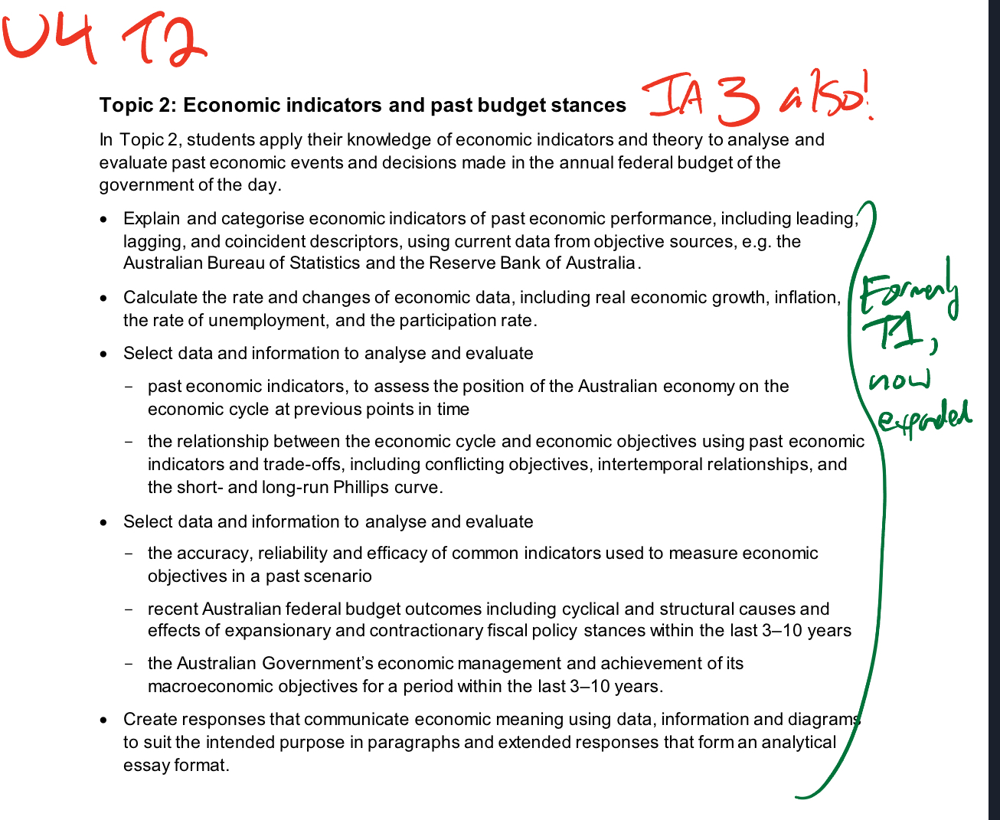 U4 T2
IA 3 also!
Topic 2: Economic indicators and past budget stances
In Topic 2, students apply their knowledge of economic indicators and theory to analyse and
evaluate past economic events and decisions made in the annual federal budget of the
government of the day.
• Explain and categorise economic indicators of past economic performance, including leading,
lagging, and coincident descriptors, using current data from objective sources, e.g. the
Australian Bureau of Statistics and the Reserve Bank of Australia.
• Calculate the rate and changes of economic data, including real economic growth, inflation,
the rate of unemployment, and the participation rate.
• Select data and information to analyse and evaluate
– past economic indicators, to assess the position of the Australian economy on the
economic cycle at previous points in time
– the relationship between the economic cycle and economic objectives using past economic
indicators and trade-offs, including conflicting objectives, intertemporal relationships, and
the short- and long-run Phillips curve.
• Select data and information to analyse and evaluate
– the accuracy, reliability and efficacy of common indicators used to measure economic
objectives in a past scenario
– recent Australian federal budget outcomes including cyclical and structural causes and
effects of expansionary and contractionary fiscal policy stances within the last 3–10 years
– the Australian Government’s economic management and achievement of its
macroeconomic objectives for a period within the last 3–10 years.
• Create responses that communicate economic meaning using data, information and diagrams
to suit the intended purpose in paragraphs and extended responses that form an analytical
essay format.
Formerly
T1,
now
expanded